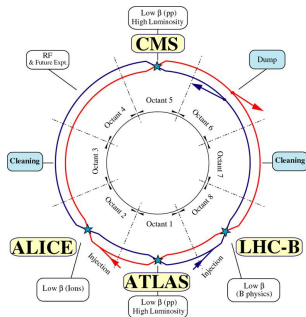 Low β (pp)
High Luminosity
CMS
RF
& Future Expt.
Dump
Octant 5
Octant 4
Octant 6
Cleaning
Octant 3
Octant 7
Cleaning
Octant 2
Octant 8
Octant 1
ALICE
LHC-B
Injection
ATLAS
Injection
Low β (Ions)
Low β (pp)
High Luminosity
Low β
(B physics)